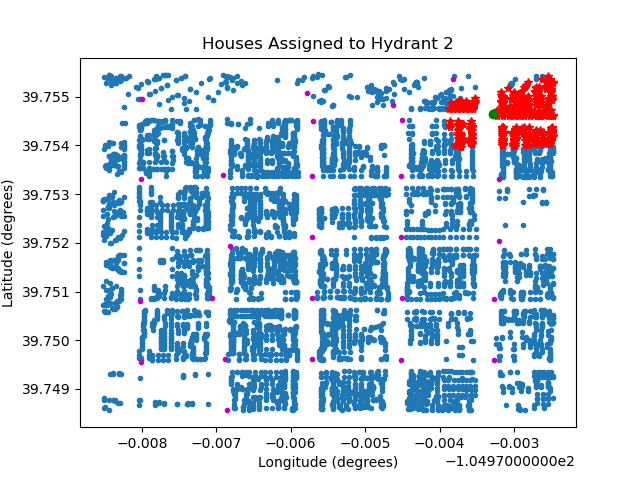 Houses Assigned to Hydrant 2
Latitude (degrees)
39.755
39.754
39.753
39.752
39.751
39.750
39.749
−0.008 −0.007 −0.006 −0.005 −0.004 −0.003
Longitude (degrees)
−1.04970000000e2